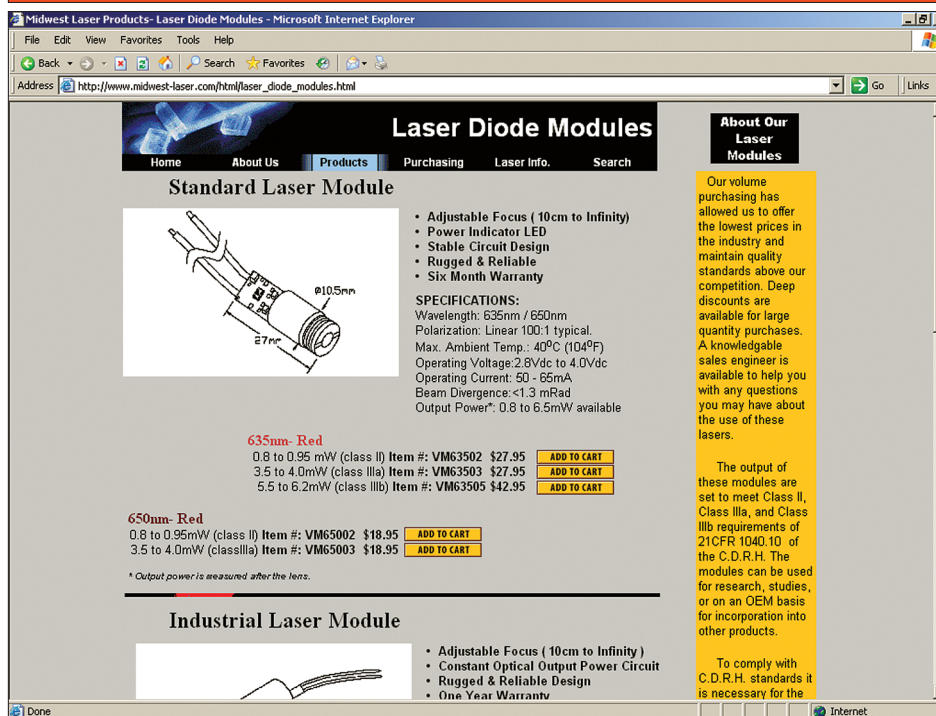 Midwest Laser Products- Laser Diode Modules - Microsoft Internet Explorer
File Edit View Favorites Tools Help
Back Search Favorites
Address http://www.midwest-laser.com/html/laser_diode_modules.html Go Links
Laser Diode Modules
Home About Us Products Purchasing Laser Info. Search
Standard Laser Module
ø10.5mm
27mm
• Adjustable Focus ( 10cm to Infinity)
• Power Indicator LED
• Stable Circuit Design
• Rugged & Reliable
• Six Month Warranty
SPECIFICATIONS:
Wavelength: 635nm / 650nm
Polarization: Linear 100:1 typical.
Max. Ambient Temp.: 40⁰C (104⁰F)
Operating Voltage:2.8Vdc to 4.0Vdc
Operating Current: 50 - 65mA
Beam Divergence:<1.3 mRad
Output Power*: 0.8 to 6.5mW available
635nm- Red
0.8 to 0.95 mW (class II) Item #: VM63502 $27.95 ADD TO CART
3.5 to 4.0mW (class IIIa) Item #: VM63503 $27.95 ADD TO CART
5.5 to 6.2mW (class IIIb) Item #: VM63505 $42.95 ADD TO CART
650nm- Red
0.8 to 0.95mW (class II) Item #: VM65002 $18.95 ADD TO CART
3.5 to 4.0mW (classIIIa) Item #: VM65003 $18.95 ADD TO CART
* Output power is measured after the lens.
Industrial Laser Module
• Adjustable Focus ( 10cm to Infinity )
• Constant Optical Output Power Circuit
• Rugged & Reliable Design
• One Year Warranty
About Our
Laser
Modules
Our volume
purchasing has
allowed us to offer
the lowest prices in
the industry and
maintain quality
standards above our
competition. Deep
discounts are
available for large
quantity purchases.
A knowledgable
sales engineer is
available to help you
with any questions
you may have about
the use of these
lasers.
The output of
these modules are
set to meet Class II,
Class IIIa, and Class
IIIb requirements of
21CFR 1040.10 of
the C.D.R.H. The
modules can be used
for research, studies,
or on an OEM basis
for incorporation into
other products.
To comply with
C.D.R.H. standards it
is necessary for the
Done Internet